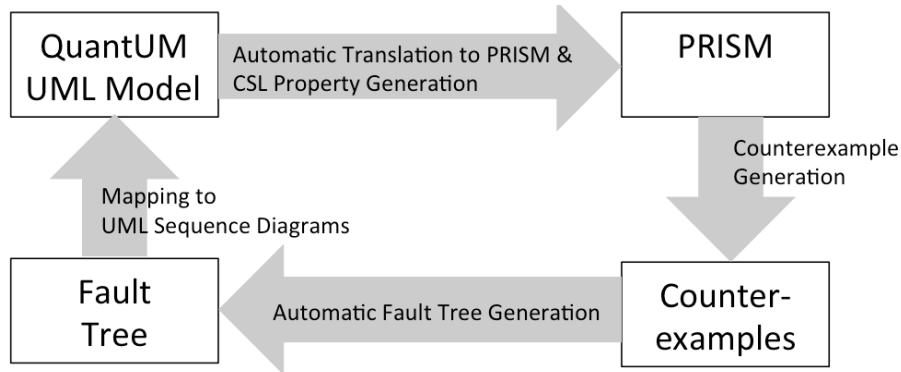 QuantUM
UML Model
Automatic Translation to PRISM &
CSL Property Generation
PRISM
Counterexample
Generation
Mapping to
UML Sequence Diagrams
Fault
Tree
Automatic Fault Tree Generation
Counter-
examples